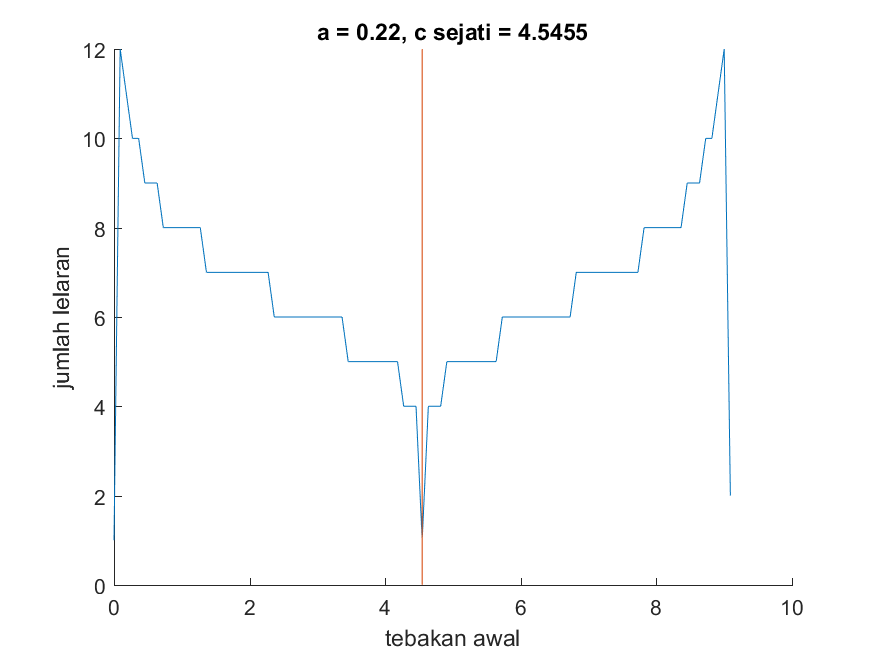 a = 0.22, c sejati = 4.5455
12
10
8
6
4
2
0
jumlah lelaran
0 2 4 6 8 10
tebakan awal